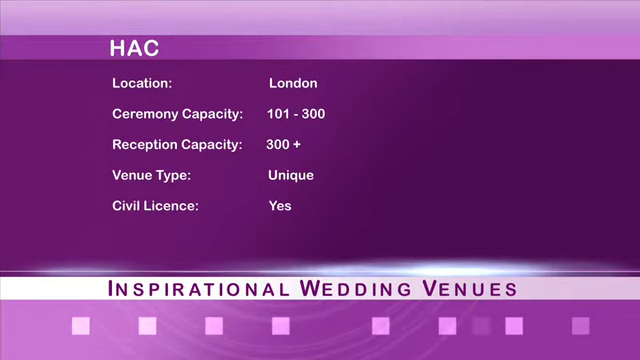 HAC
Location: London
Ceremony Capacity: 101 - 300
Reception Capacity: 300 +
Venue Type: Unique
Civil Licence: Yes
INSPIRATIONAL WEDDING VENUES